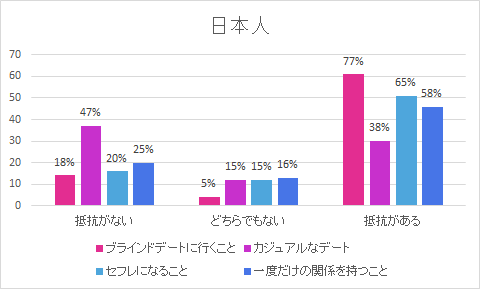 日本人
70
60
50
40
30
20
10
0
18%
47%
20%
25%
5%
15%
15%
16%
77%
38%
65%
58%
抵抗がない
どちらでもない
抵抗がある
ブラインドデートに行くこと
カジュアルなデート
セフレになること
一度だけの関係を持つこと